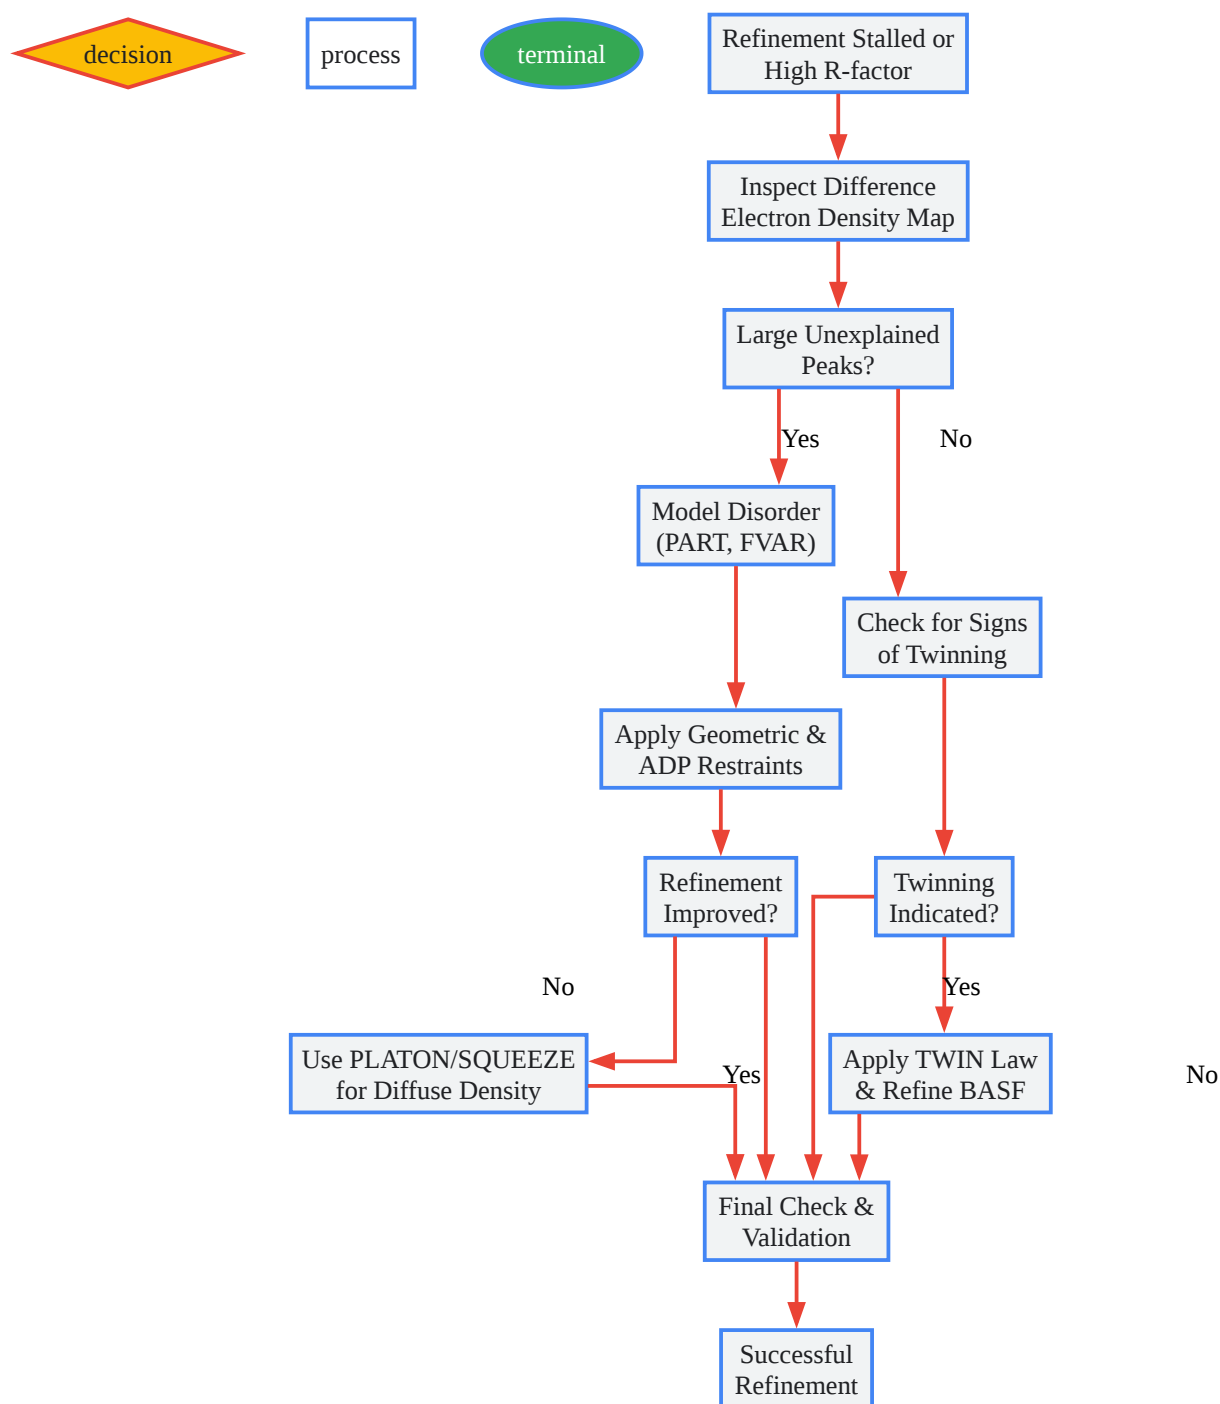 decision
process
terminal
Refinement Stalled or
High R-factor
Inspect Difference
Electron Density Map
Large Unexplained
Peaks?
Yes
No
Model Disorder
(PART, FVAR)
Check for Signs
of Twinning
Apply Geometric &
ADP Restraints
Refinement
Improved?
Twinning
Indicated?
No
Yes
Use PLATON/SQUEEZE
for Diffuse Density
Yes
Apply TWIN Law
& Refine BASF
No
Final Check &
Validation
Successful
Refinement